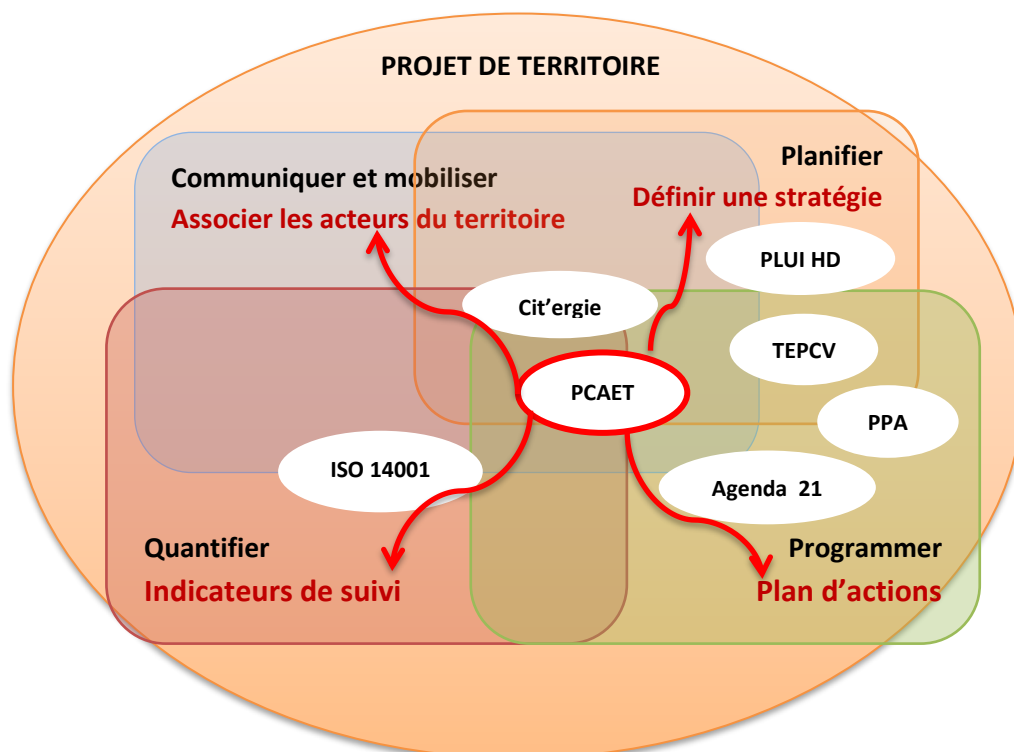 PROJET DE TERRITOIRE
Communiquer et mobiliser
Associer les acteurs du territoire
Planifier
Définir une stratégie
PLUI HD
Cit’ergie
TEPCV
PCAET
PPA
ISO 14001
Agenda 21
Quantifier
Indicateurs de suivi
Programmer
Plan d’actions